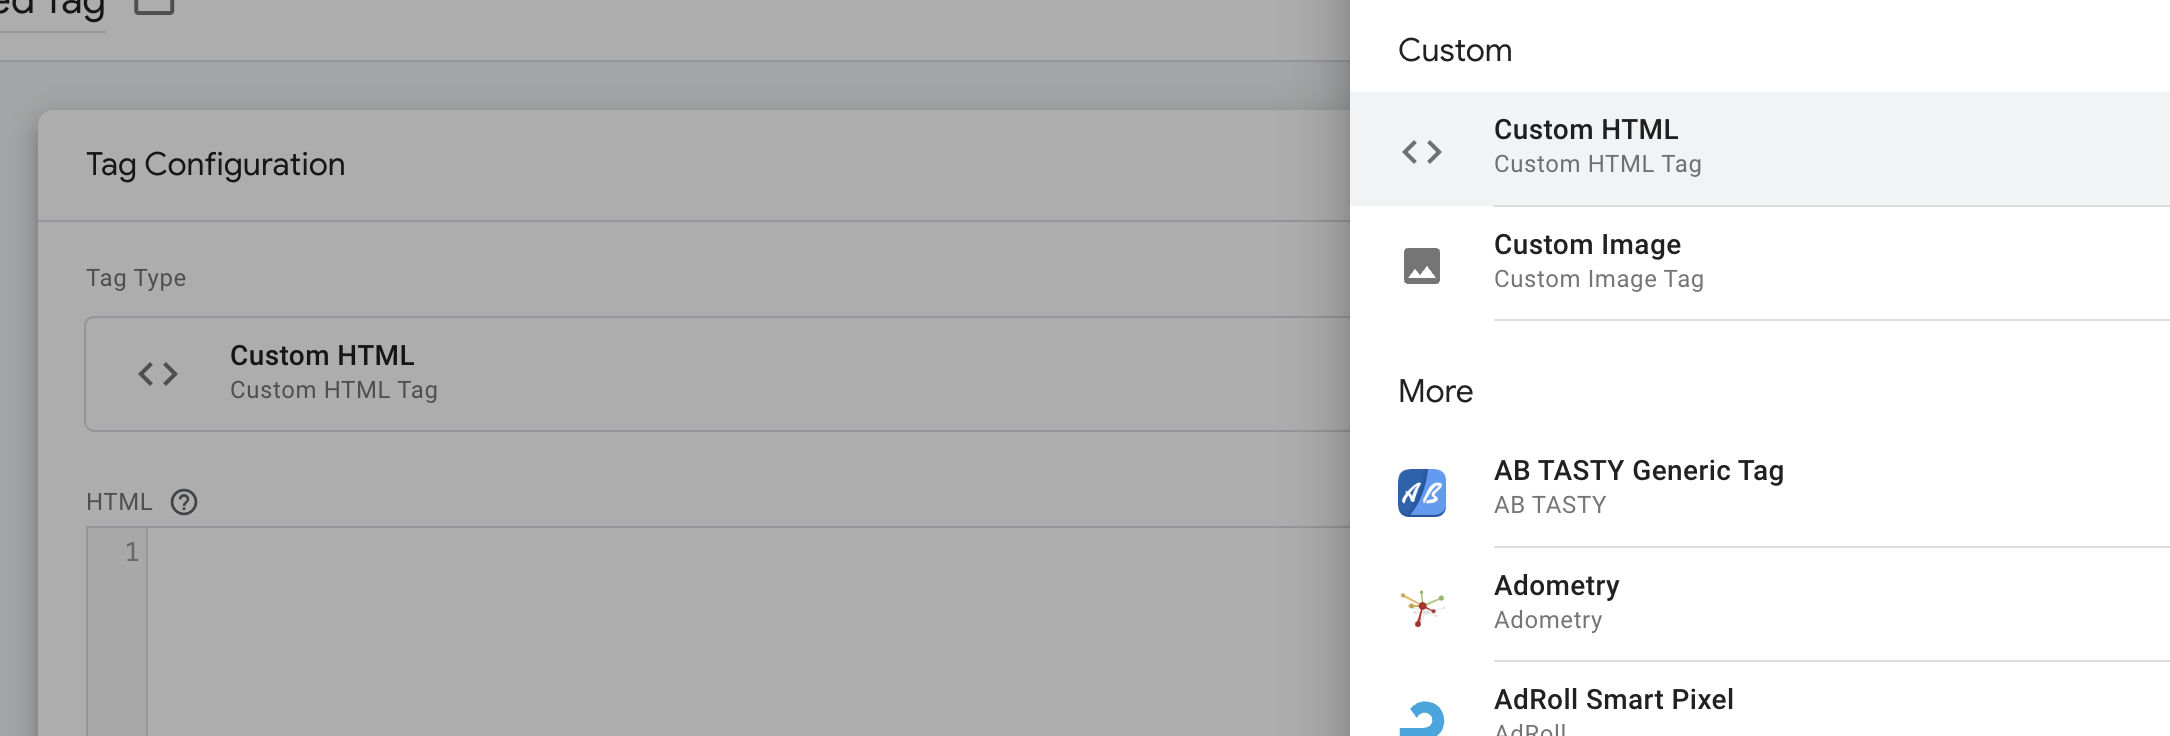 ed Tag
Tag Configuration
Tag Type
Custom HTML
Custom HTML Tag
HTML
1
Custom
Custom HTML
Custom HTML Tag
Custom Image
Custom Image Tag
More
AB TASTY Generic Tag
AB TASTY
Adometry
Adometry
AdRoll Smart Pixel
AdRoll